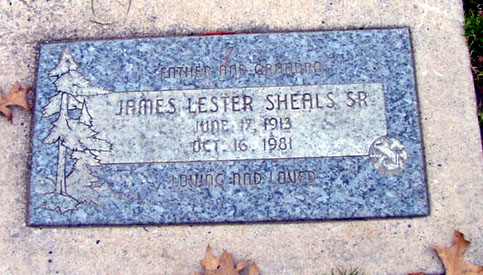 FATHER AND GRANDPA
JAMES LESTER SHEALS SR
JUNE 17, 1913
OCT. 16, 1981
LOVING AND LOVED